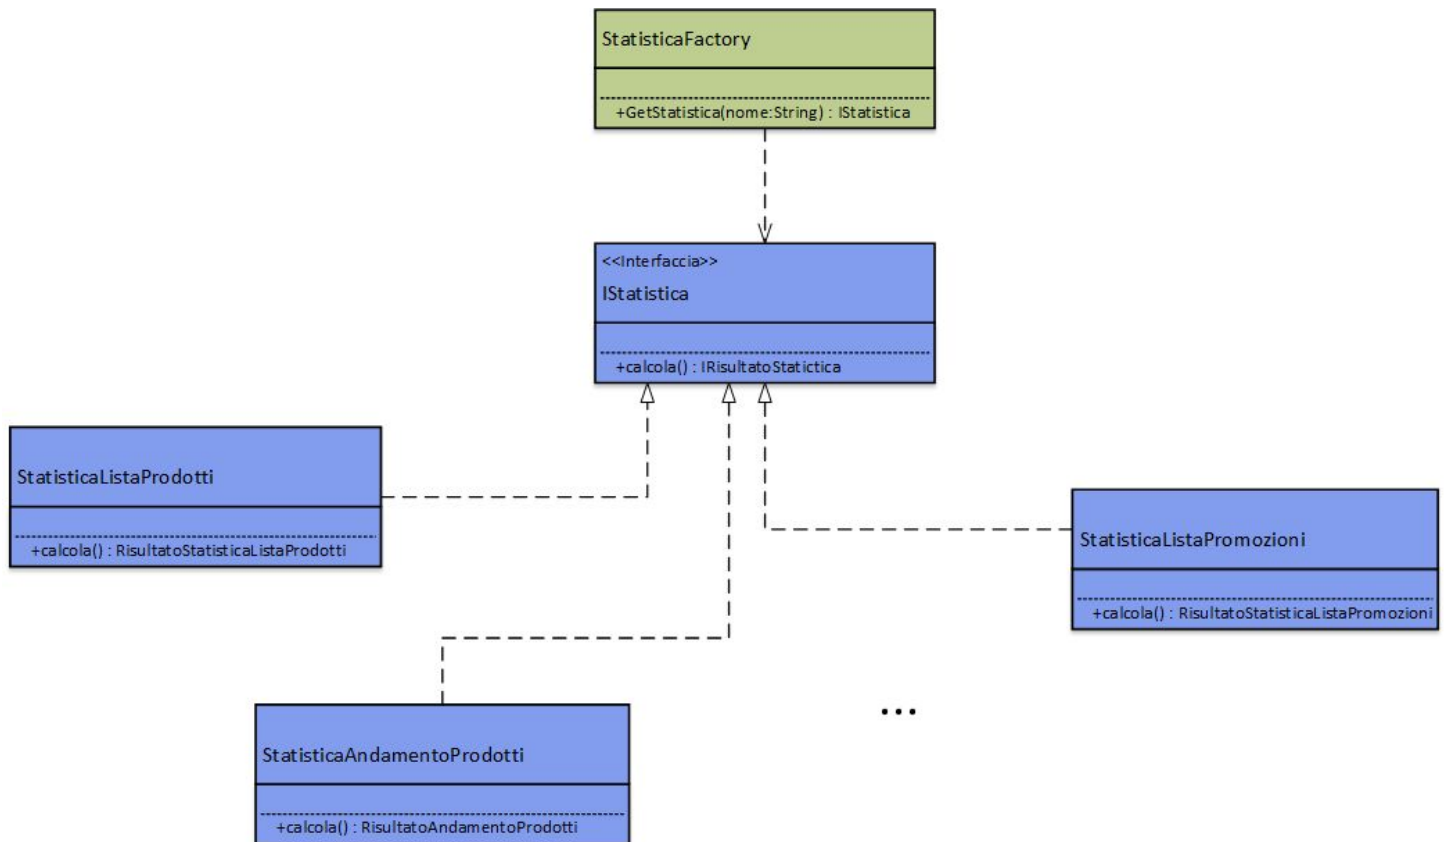 StatisticaFactory
+GetStatistica(nome:String) : IStatistica
<<Interfaccia>>
IStatistica
+calcola() : IRisultatoStatictica
StatisticaListaProdotti
+calcola() : RisultatoStatisticaListaProdotti
StatisticaListaPromozioni
+calcola() : RisultatoStatisticaListaPromozioni
...
StatisticaAndamentoProdotti
+calcola() : RisultatoAndamentoProdotti